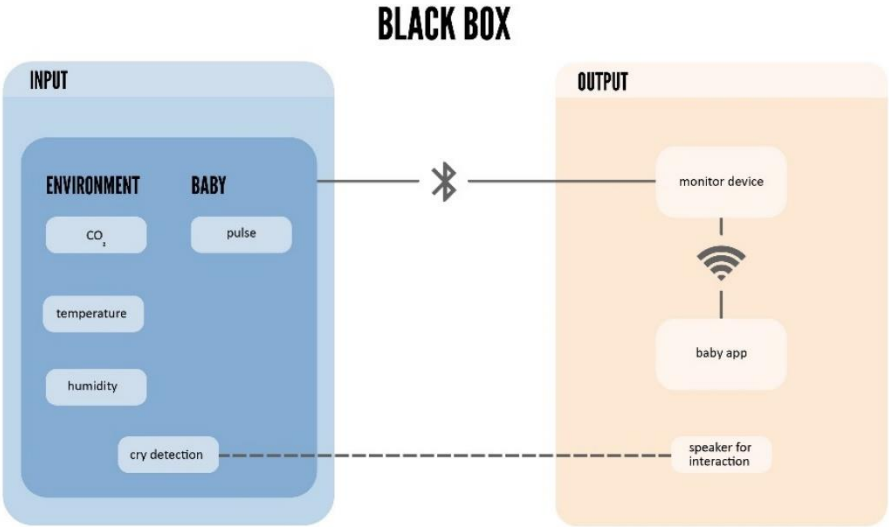 BLACK BOX
INPUT
ENVIRONMENT
CO₂
temperature
humidity
BABY
pulse
cry detection
OUTPUT
monitor device
baby app
speaker for
interaction